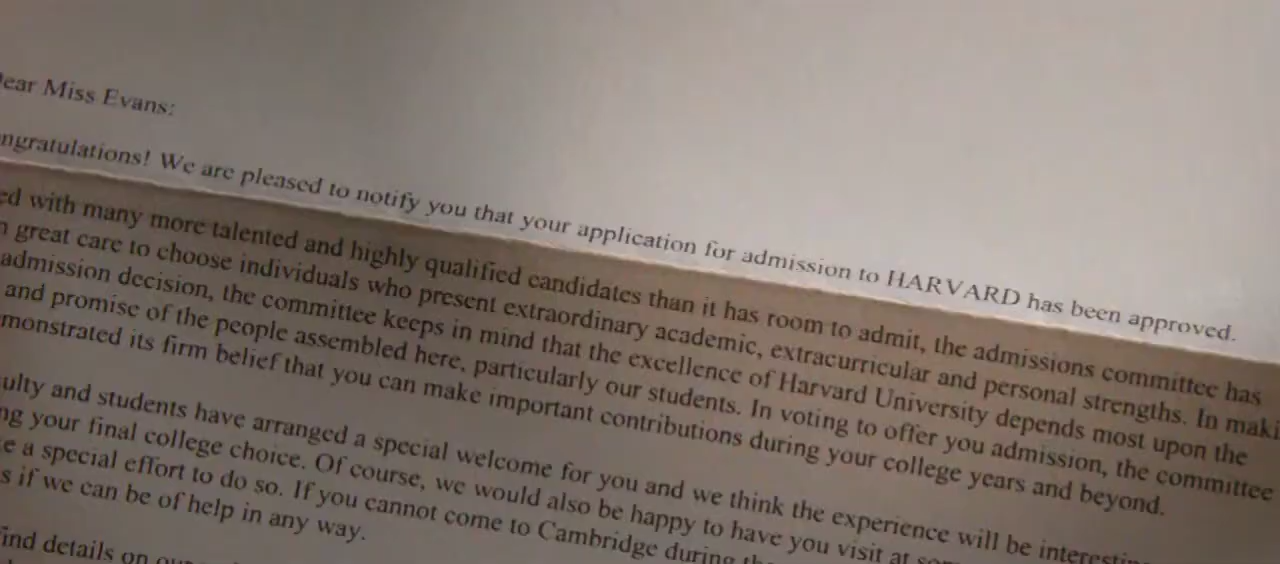 ear Miss Evans:
ngratulations! We are pleased to notify you that your application for admission to HARVARD has been approved.
ed with many more talented and highly qualified candidates than it has room to admit, the admissions committee has
great care to choose individuals who present extraordinary academic, extracurricular and personal strengths. In maki
admission decision, the committee keeps in mind that the excellence of Harvard University depends most upon the
and promise of the people assembled here, particularly our students. In voting to offer you admission, the committee
monstrated its firm belief that you can make important contributions during your college years and beyond.
ulty and students have arranged a special welcome for you and we think the experience will be interestin
ng your final college choice. Of course, we would also be happy to have you visit at
e a special effort to do so. If you cannot come to Cambridge during
s if we can be of help in any way.
ind details on